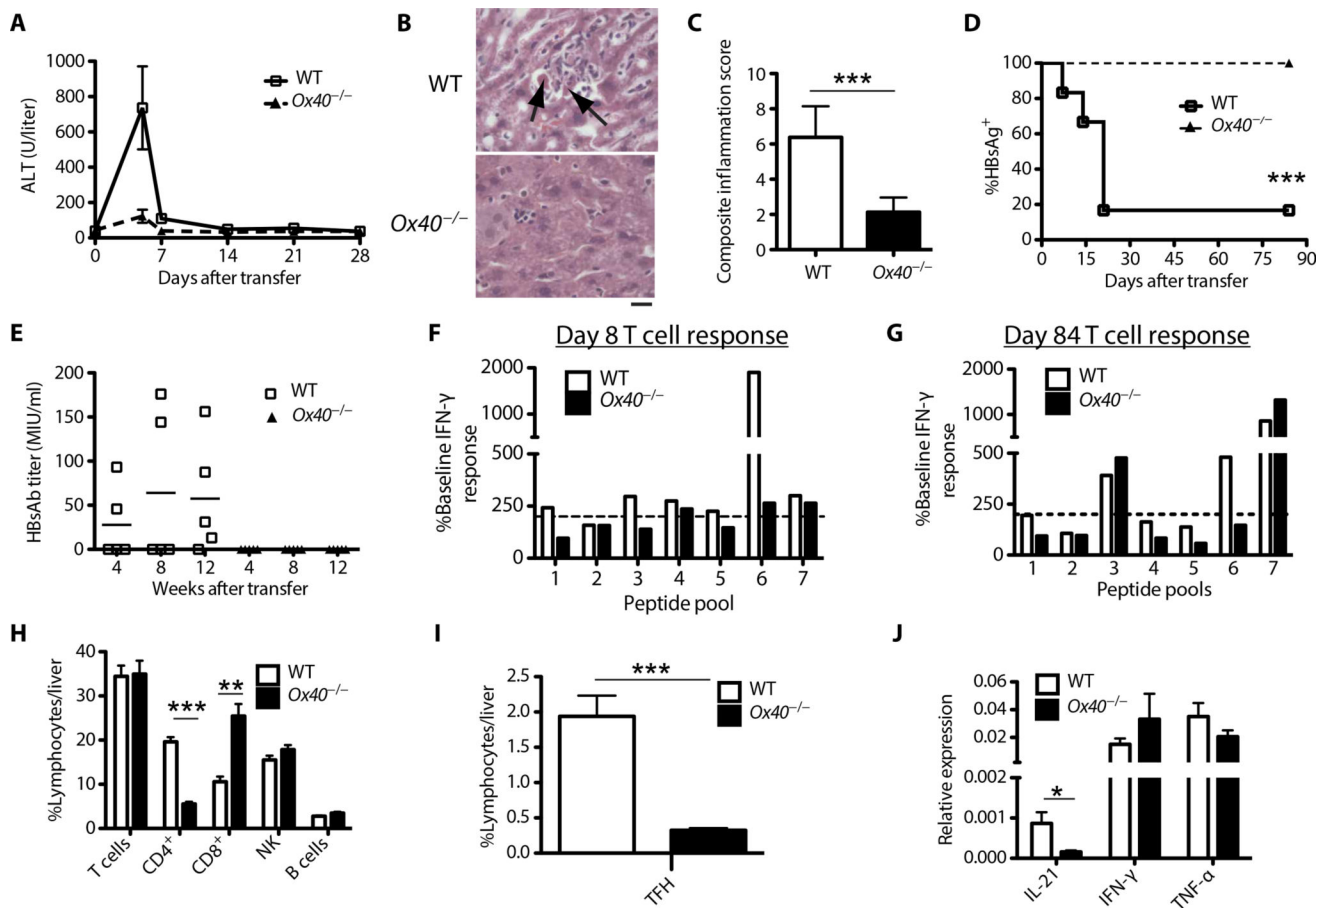 A
ALT (U/liter)
1000
800
600
400
200
0
WT
Ox40⁻/⁻
0 7 14 21 28
Days after transfer
B
WT
Ox40⁻/⁻
C
Composite inflammation score
10
8
6
4
2
0
***
WT Ox40⁻/⁻
D
%HBsAg⁺
100
80
60
40
20
0
WT
Ox40⁻/⁻
***
0 15 30 45 60 75 90
Days after transfer
E
HBsAb titer (MIU/ml)
200
150
100
50
0
WT
Ox40⁻/⁻
4 8 12 4 8 12
Weeks after transfer
F
Day 8 T cell response
%Baseline IFN-γ
response
2000
1000
500
250
0
WT
Ox40⁻/⁻
1 2 3 4 5 6 7
Peptide pool
G
Day 84 T cell response
%Baseline IFN-γ
response
2000
1000
500
250
0
WT
Ox40⁻/⁻
1 2 3 4 5 6 7
Peptide pools
H
%Lymphocytes/liver
40
30
20
10
0
WT
Ox40⁻/⁻
***
**
T cells CD4⁺ CD8⁺ NK B cells
I
%Lymphocytes/liver
2.5
2.0
1.5
1.0
0.5
0.0
***
WT
Ox40⁻/⁻
TFH
J
Relative expression
0.06
0.04
0.02
0.002
0.001
0.000
WT
Ox40⁻/⁻
*
IL-21 IFN-γ TNF-α